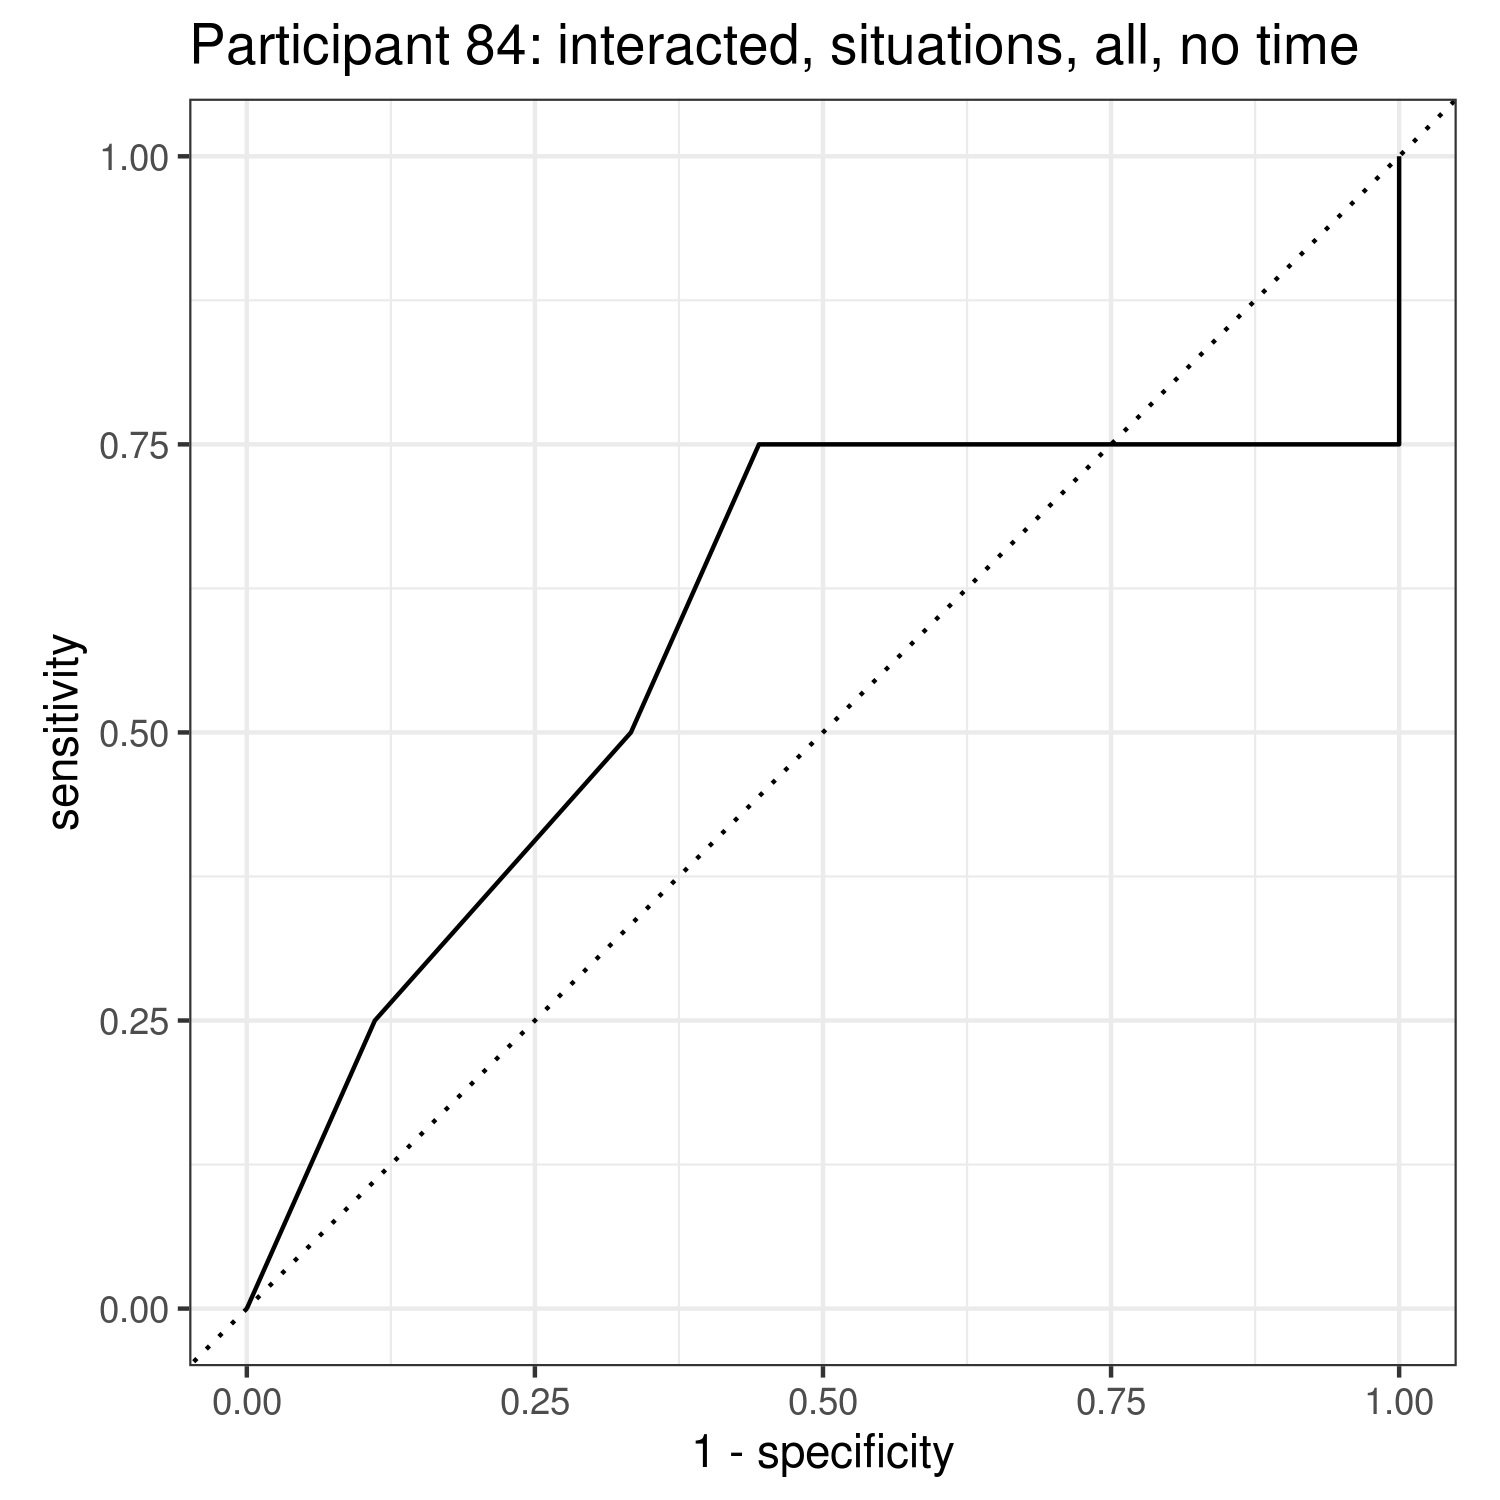 Participant 84: interacted, situations, all, no time
1.00
0.75
0.50
0.25
0.00
sensitivity
0.00 0.25 0.50 0.75 1.00
1 - specificity